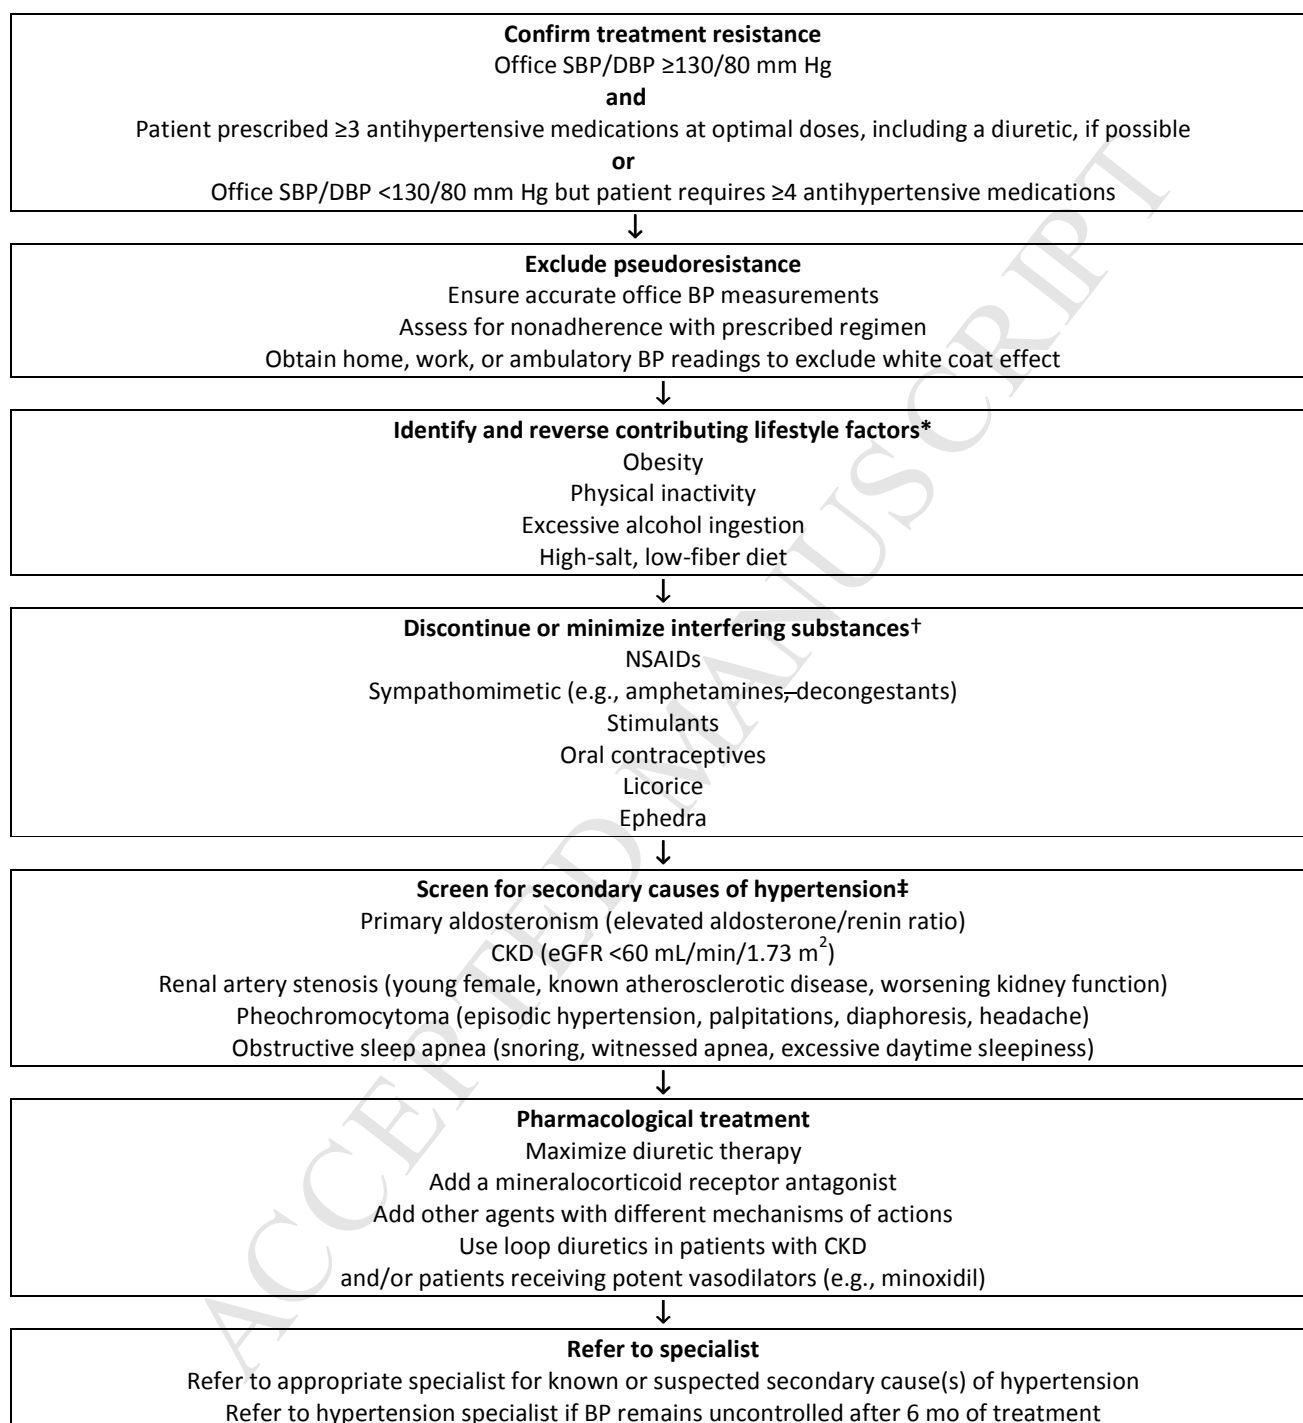 Confirm treatment resistance
Office SBP/DBP ≥130/80 mm Hg
and
Patient prescribed ≥3 antihypertensive medications at optimal doses, including a diuretic, if possible
or
Office SBP/DBP <130/80 mm Hg but patient requires ≥4 antihypertensive medications
↓
Exclude pseudoresistance
Ensure accurate office BP measurements
Assess for nonadherence with prescribed regimen
Obtain home, work, or ambulatory BP readings to exclude white coat effect
↓
Identify and reverse contributing lifestyle factors*
Obesity
Physical inactivity
Excessive alcohol ingestion
High-salt, low-fiber diet
↓
Discontinue or minimize interfering substances†
NSAIDs
Sympathomimetic (e.g., amphetamines, decongestants)
Stimulants
Oral contraceptives
Licorice
Ephedra
↓
Screen for secondary causes of hypertension‡
Primary aldosteronism (elevated aldosterone/renin ratio)
CKD (eGFR <60 mL/min/1.73 m²)
Renal artery stenosis (young female, known atherosclerotic disease, worsening kidney function)
Pheochromocytoma (episodic hypertension, palpitations, diaphoresis, headache)
Obstructive sleep apnea (snoring, witnessed apnea, excessive daytime sleepiness)
↓
Pharmacological treatment
Maximize diuretic therapy
Add a mineralocorticoid receptor antagonist
Add other agents with different mechanisms of actions
Use loop diuretics in patients with CKD
and/or patients receiving potent vasodilators (e.g., minoxidil)
↓
Refer to specialist
Refer to appropriate specialist for known or suspected secondary cause(s) of hypertension
Refer to hypertension specialist if BP remains uncontrolled after 6 mo of treatment
ACCEPTED MANUSCRIPT